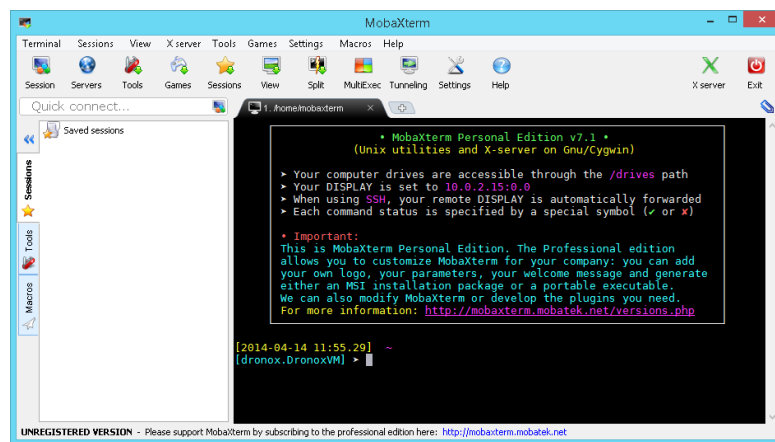 MobaXterm
Terminal Sessions View X server Tools Games Settings Macros Help
Session Servers Tools Games Sessions View Split MultiExec Tunneling Settings Help X server Exit
Quick connect...
1. /home/mobaxterm
Saved sessions
Sessions
Tools
Macros
• MobaXterm Personal Edition v7.1 •
(Unix utilities and X-server on Gnu/Cygwin)
➤ Your computer drives are accessible through the /drives path
➤ Your DISPLAY is set to 10.0.2.15:0.0
➤ When using SSH, your remote DISPLAY is automatically forwarded
➤ Each command status is specified by a special symbol (✔ or ✘)
• Important:
This is MobaXterm Personal Edition. The Professional edition
allows you to customize MobaXterm for your company: you can add
your own logo, your parameters, your welcome message and generate
either an MSI installation package or a portable executable.
We can also modify MobaXterm or develop the plugins you need.
For more information: http://mobaxterm.mobatek.net/versions.php
[2014-04-14 11:55.29] ~
[dronox.DronoxVM] ➤
UNREGISTERED VERSION - Please support MobaXterm by subscribing to the professional edition here: http://mobaxterm.mobatek.net